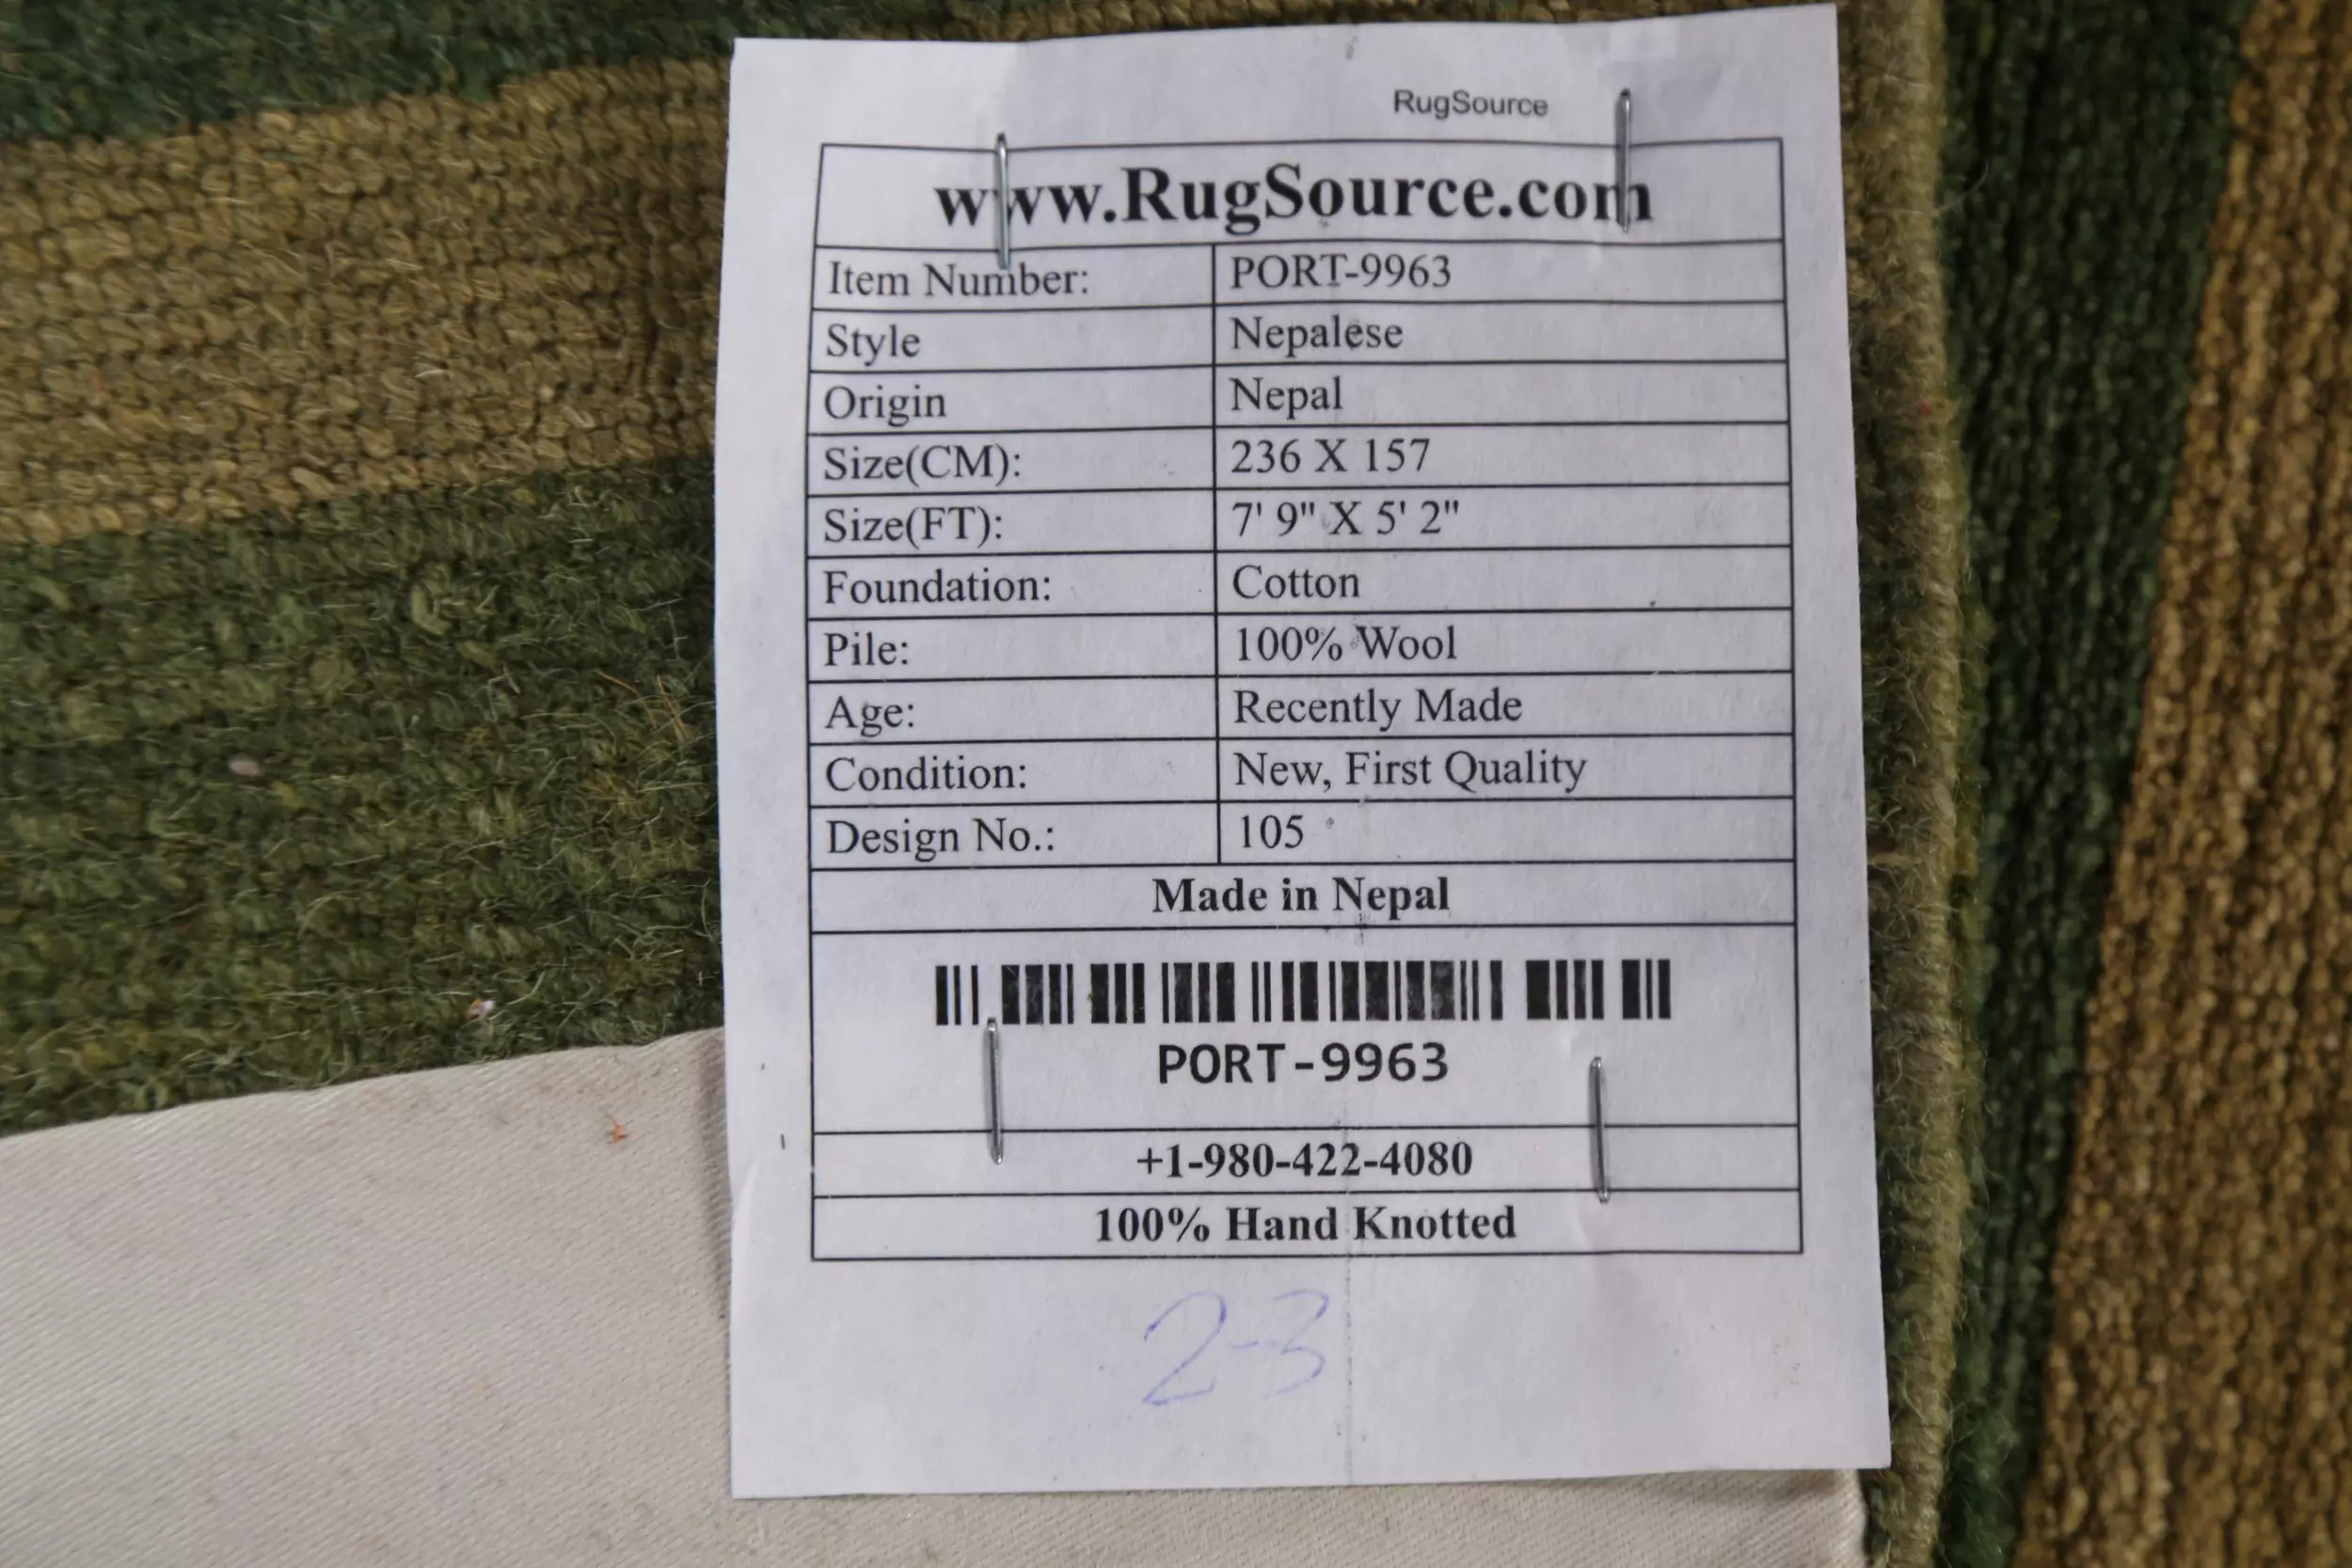 RugSource
www.RugSource.com
Item Number: PORT-9963
Style Nepalese
Origin Nepal
Size(CM): 236 X 157
Size(FT): 7' 9" X 5' 2"
Foundation: Cotton
Pile: 100% Wool
Age: Recently Made
Condition: New, First Quality
Design No.: 105
Made in Nepal
PORT-9963
+1-980-422-4080
100% Hand Knotted
2-3